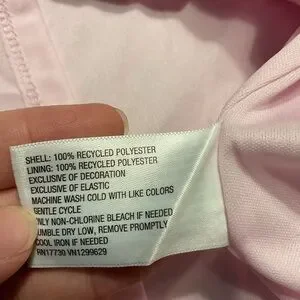 SHELL: 100% RECYCLED POLYESTER
LINING: 100% RECYCLED POLYESTER
EXCLUSIVE OF DECORATION
EXCLUSIVE OF ELASTIC
MACHINE WASH COLD WITH LIKE COLORS
GENTLE CYCLE
ONLY NON-CHLORINE BLEACH IF NEEDED
TUMBLE DRY LOW, REMOVE PROMPTLY
COOL IRON IF NEEDED
RN17730 VN1299629